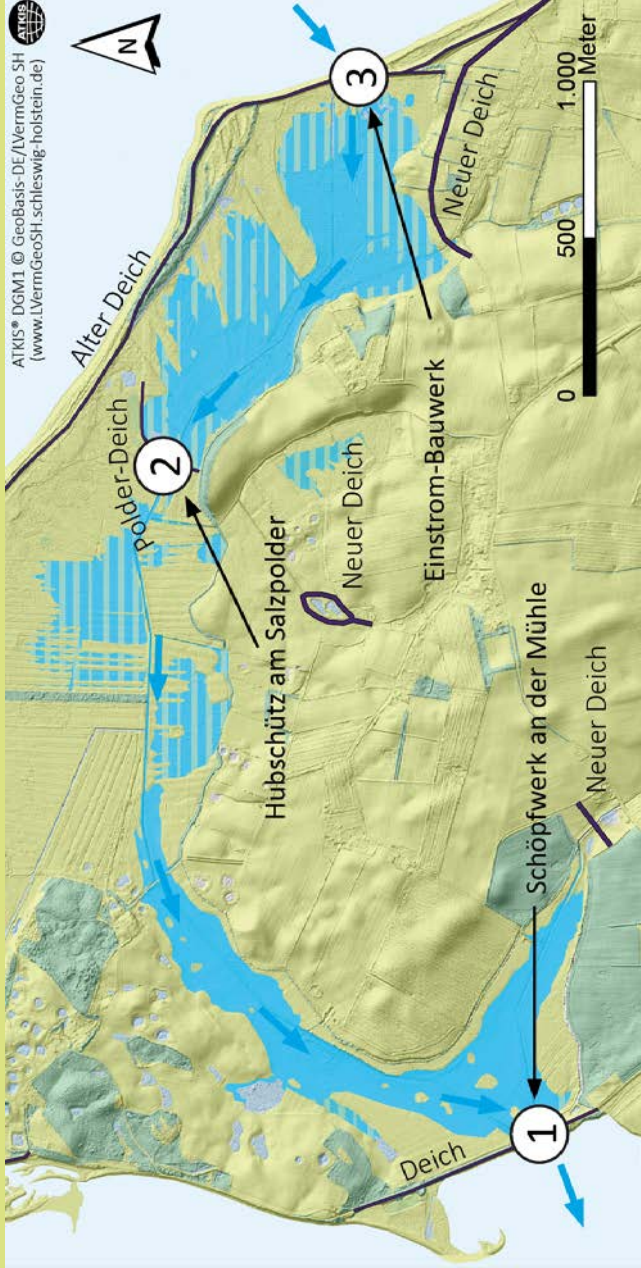 ATKIS
ATKIS® DGM1 © GeoBasis-DE/LVermGeo SH
(www.LVermGeoSH.schleswig-holstein.de)
N
Alter Deich
Polder-Deich
3
2
Neuer Deich
Neuer Deich
Einstrom-Bauwerk
Hubschütz am Salzpolder
Deich
1
Schöpfwerk an der Mühle
Neuer Deich
0
500
1.000
Meter